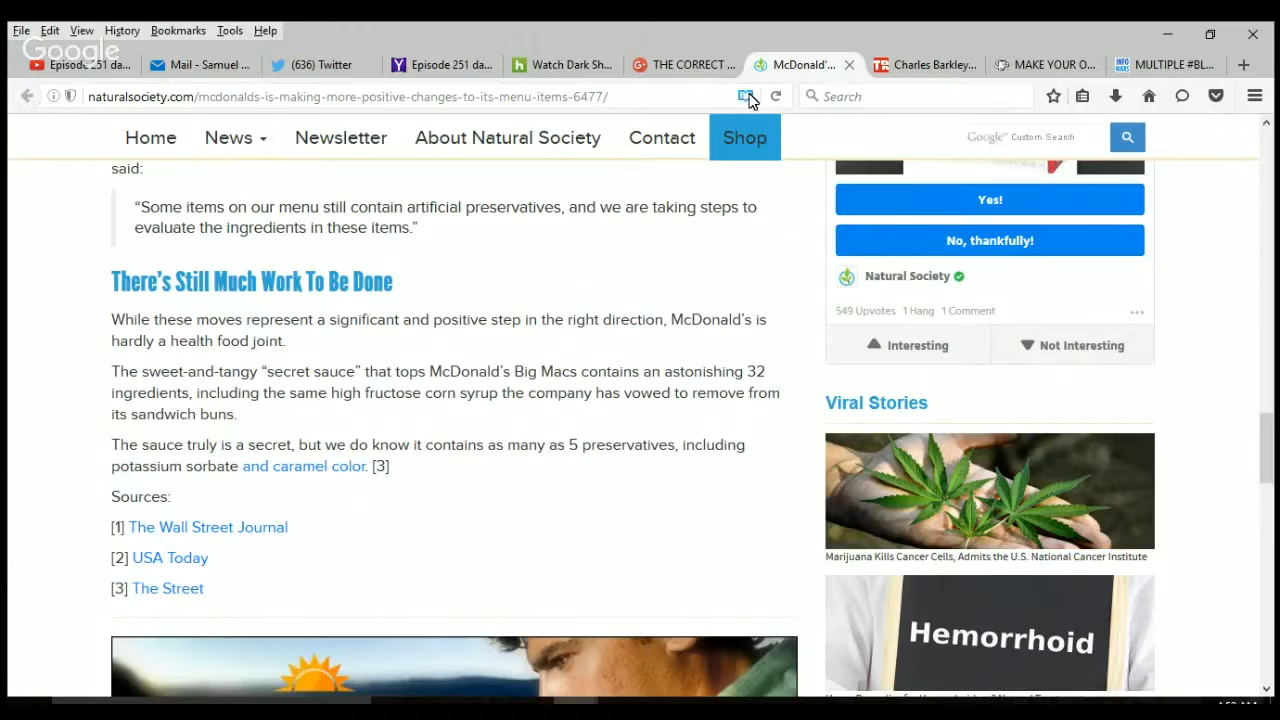 File Edit View History Bookmarks Tools Help
Google
Episode 251 da... Mail - Samuel ... (636) Twitter Episode 251 da... Watch Dark Sh... THE CORRECT ... McDonald'... Charles Barkley... MAKE YOUR O... MULTIPLE #BL...
naturalsociety.com/mcdonalds-is-making-more-positive-changes-to-its-menu-items-6477/ Search
Home News Newsletter About Natural Society Contact Shop Google™ Custom Search
said:
“Some items on our menu still contain artificial preservatives, and we are taking steps to
evaluate the ingredients in these items.”
There’s Still Much Work To Be Done
While these moves represent a significant and positive step in the right direction, McDonald’s is
hardly a health food joint.
The sweet-and-tangy “secret sauce” that tops McDonald’s Big Macs contains an astonishing 32
ingredients, including the same high fructose corn syrup the company has vowed to remove from
its sandwich buns.
The sauce truly is a secret, but we do know it contains as many as 5 preservatives, including
potassium sorbate and caramel color. [3]
Sources:
[1] The Wall Street Journal
[2] USA Today
[3] The Street
Yes!
No, thankfully!
Natural Society
549 Upvotes 1 Hang 1 Comment
Interesting Not Interesting
Viral Stories
Marijuana Kills Cancer Cells, Admits the U.S. National Cancer Institute
Hemorrhoid